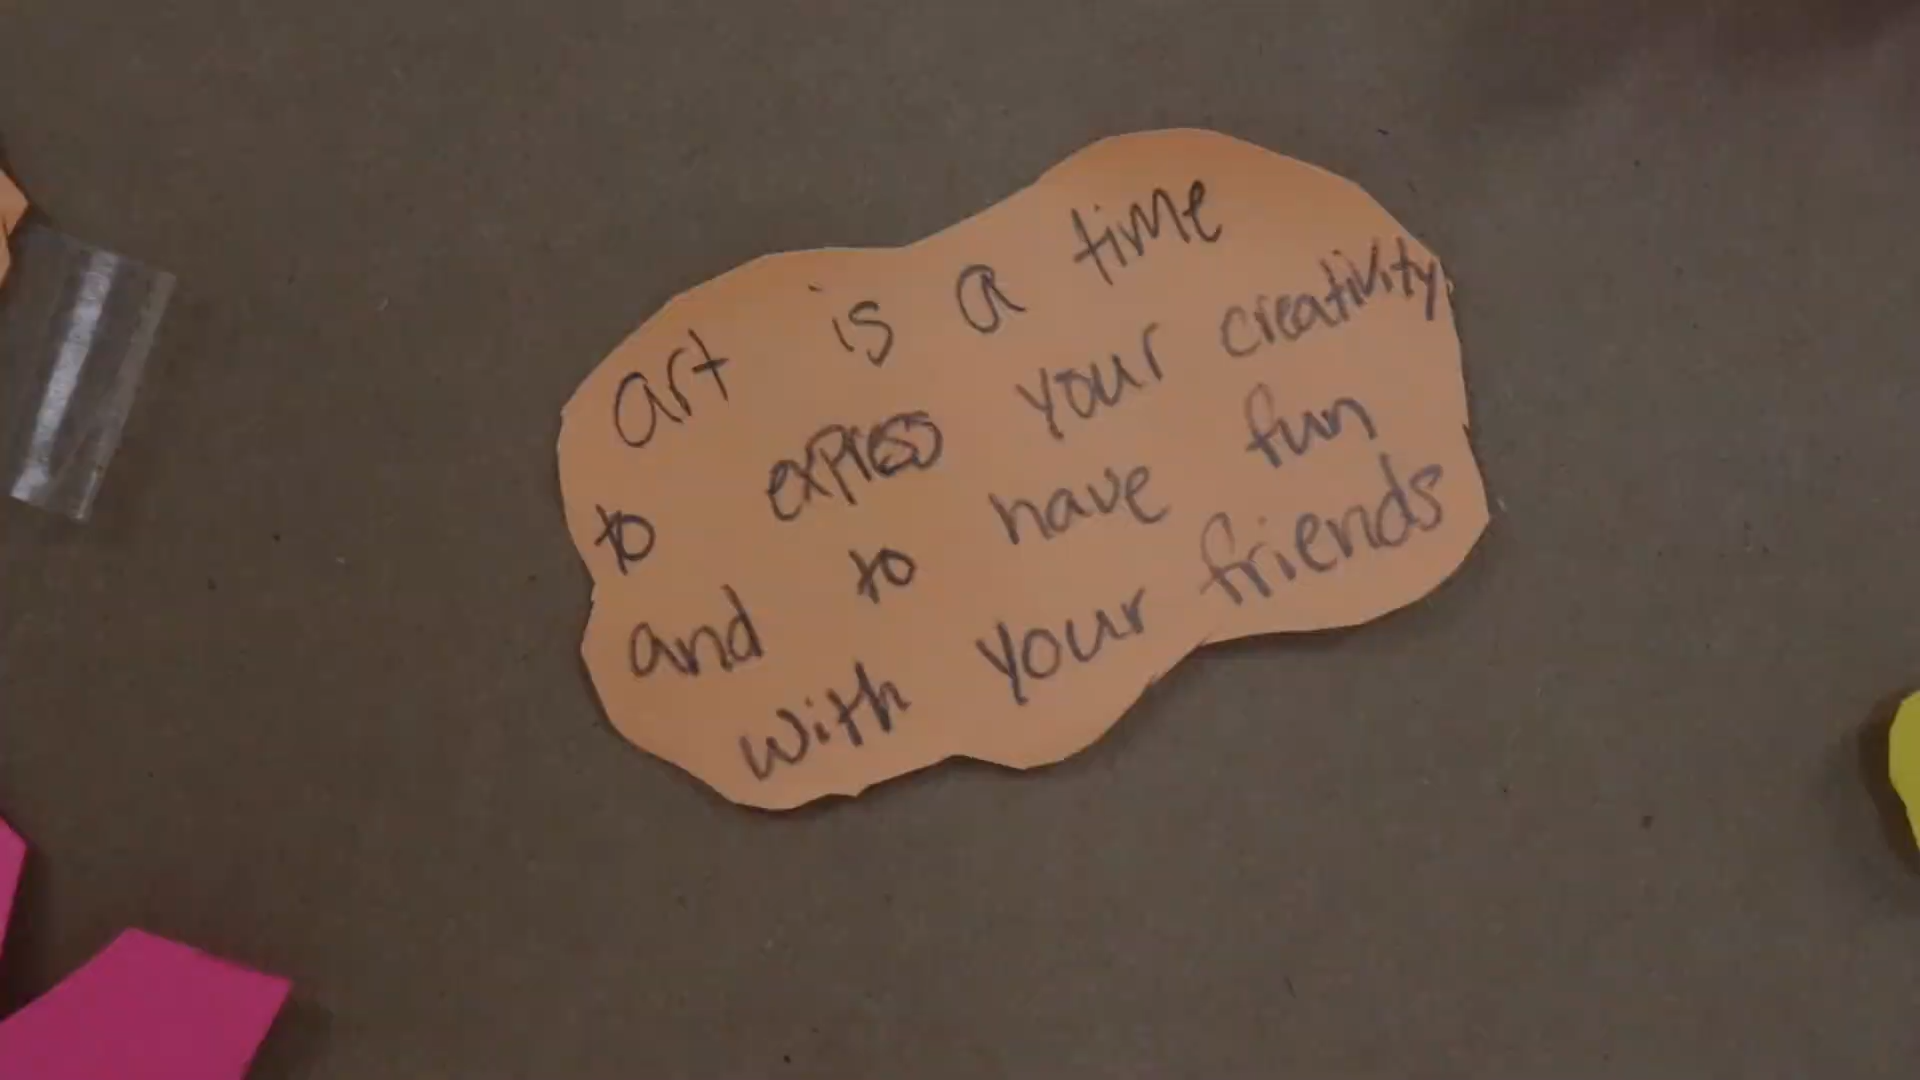 art is a time
to express your creativity
and to have fun
with your friends